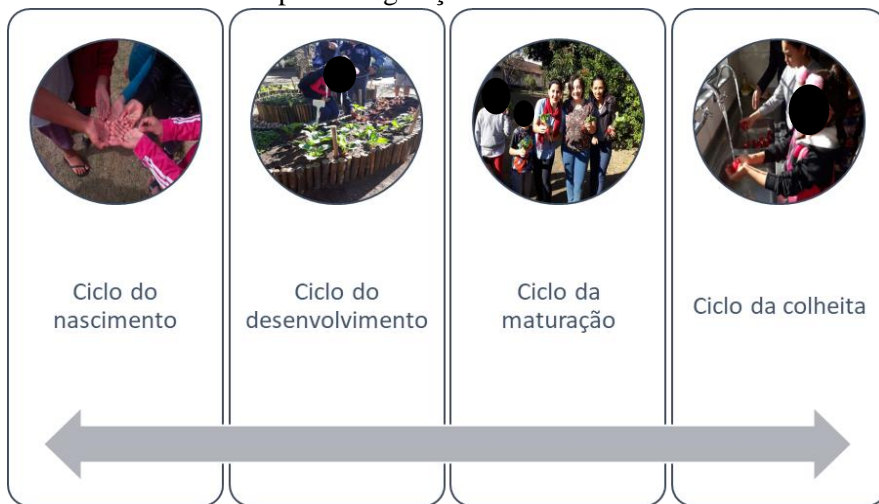 Ciclo do
nascimento
Ciclo do
desenvolvimento
Ciclo da
maturação
Ciclo da colheita